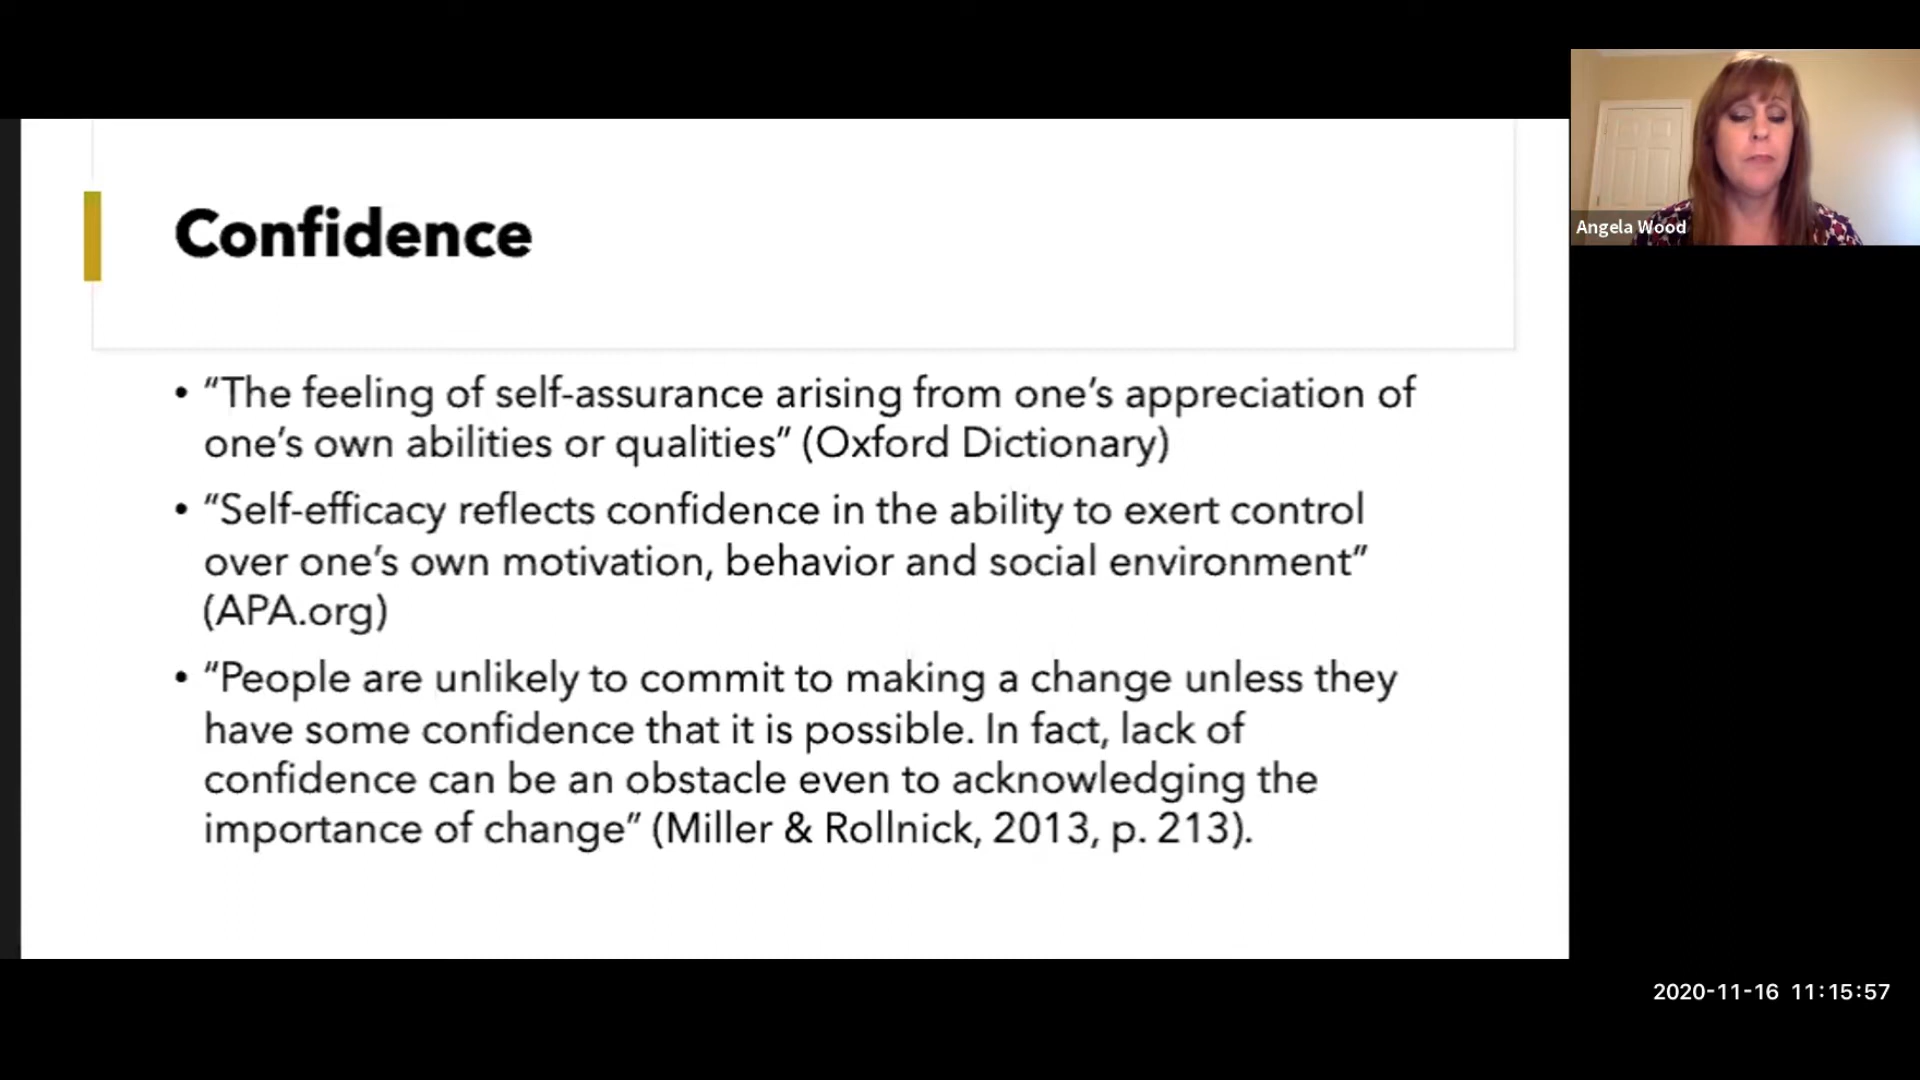 Confidence
• “The feeling of self-assurance arising from one’s appreciation of
one’s own abilities or qualities” (Oxford Dictionary)
• “Self-efficacy reflects confidence in the ability to exert control
over one’s own motivation, behavior and social environment”
(APA.org)
• “People are unlikely to commit to making a change unless they
have some confidence that it is possible. In fact, lack of
confidence can be an obstacle even to acknowledging the
importance of change” (Miller & Rollnick, 2013, p. 213).
Angela Wood
2020-11-16 11:15:57